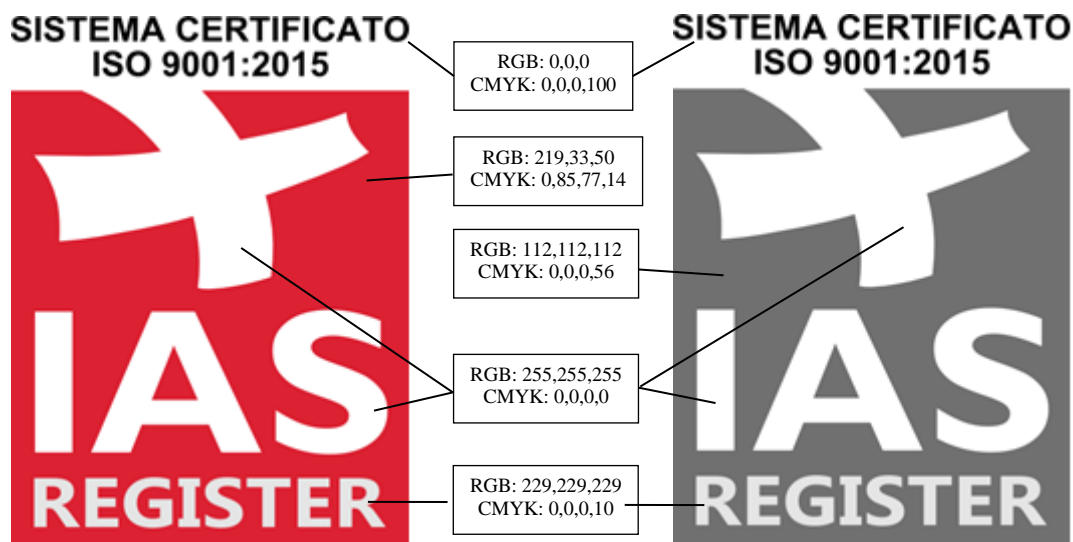 SISTEMA CERTIFICATO
ISO 9001:2015
IAS
REGISTER
RGB: 0,0,0
CMYK: 0,0,0,100
RGB: 219,33,50
CMYK: 0,85,77,14
RGB: 112,112,112
CMYK: 0,0,0,56
RGB: 255,255,255
CMYK: 0,0,0,0
RGB: 229,229,229
CMYK: 0,0,0,10
SISTEMA CERTIFICATO
ISO 9001:2015
IAS
REGISTER